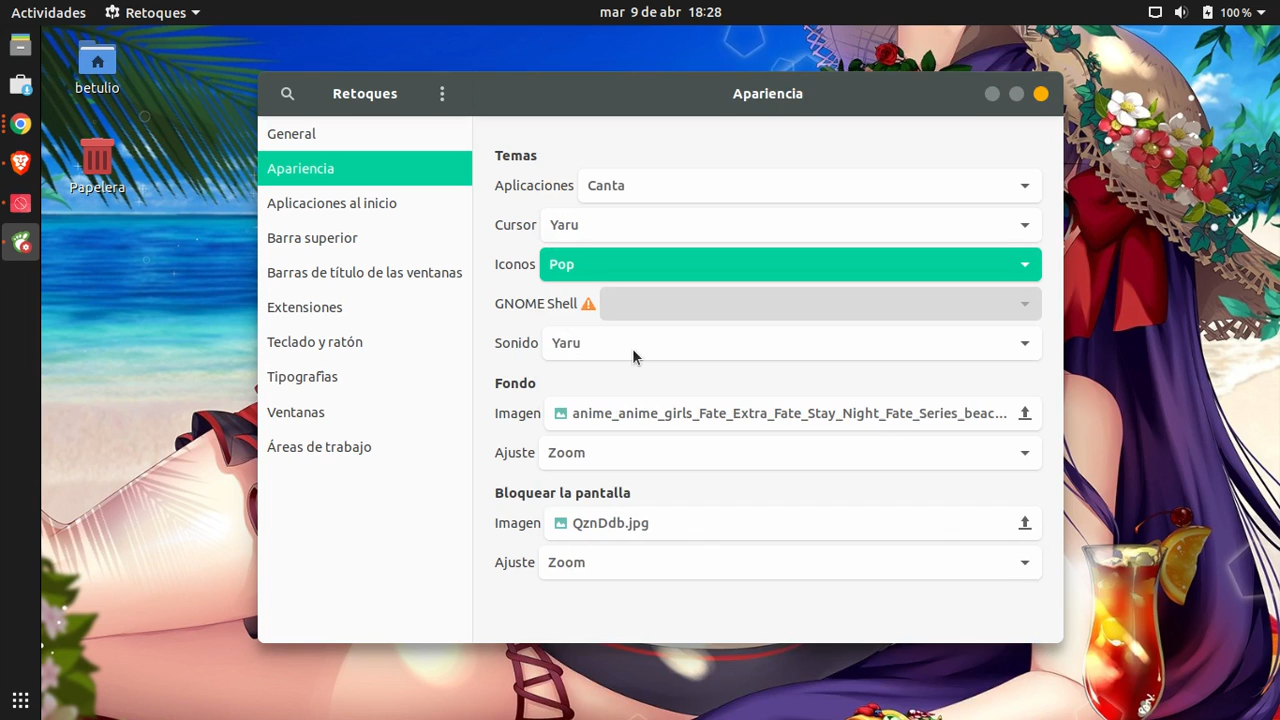 Actividades Retoques mar 9 de abr 18:28 100 %
betulio
Papelera
Retoques Apariencia
General
Apariencia
Aplicaciones al inicio
Barra superior
Barras de título de las ventanas
Extensiones
Teclado y ratón
Tipografías
Ventanas
Áreas de trabajo
Temas
Aplicaciones Canta
Cursor Yaru
Iconos Pop
GNOME Shell
Sonido Yaru
Fondo
Imagen anime_anime_girls_Fate_Extra_Fate_Stay_Night_Fate_Series_beac...
Ajuste Zoom
Bloquear la pantalla
Imagen QznDdb.jpg
Ajuste Zoom